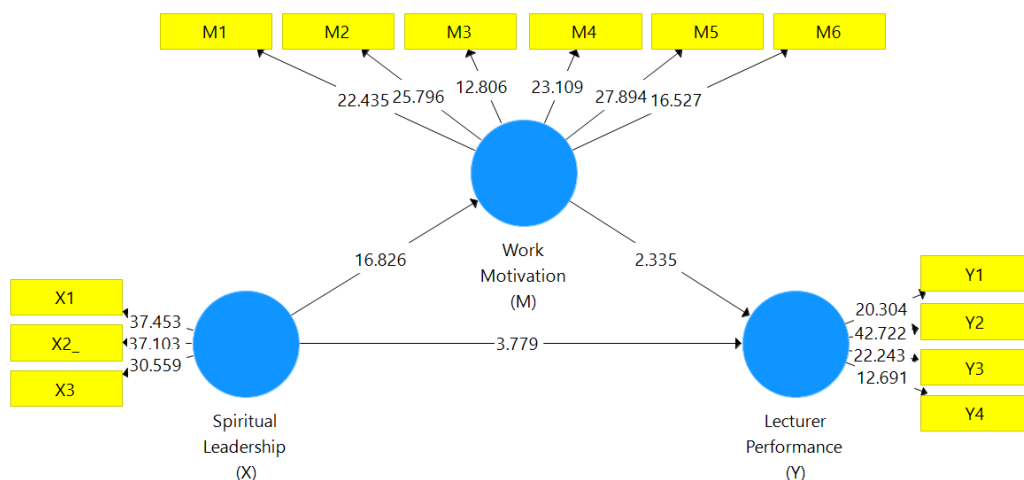 M1 M2 M3 M4 M5 M6
22.435 25.796 12.806 23.109 27.894 16.527
Work
Motivation
(M)
16.826 2.335
X1
X2_
X3
37.453
37.103
30.559
3.779
Y1
Y2
Y3
Y4
20.304
42.722
22.243
12.691
Spiritual
Leadership
(X)
Lecturer
Performance
(Y)